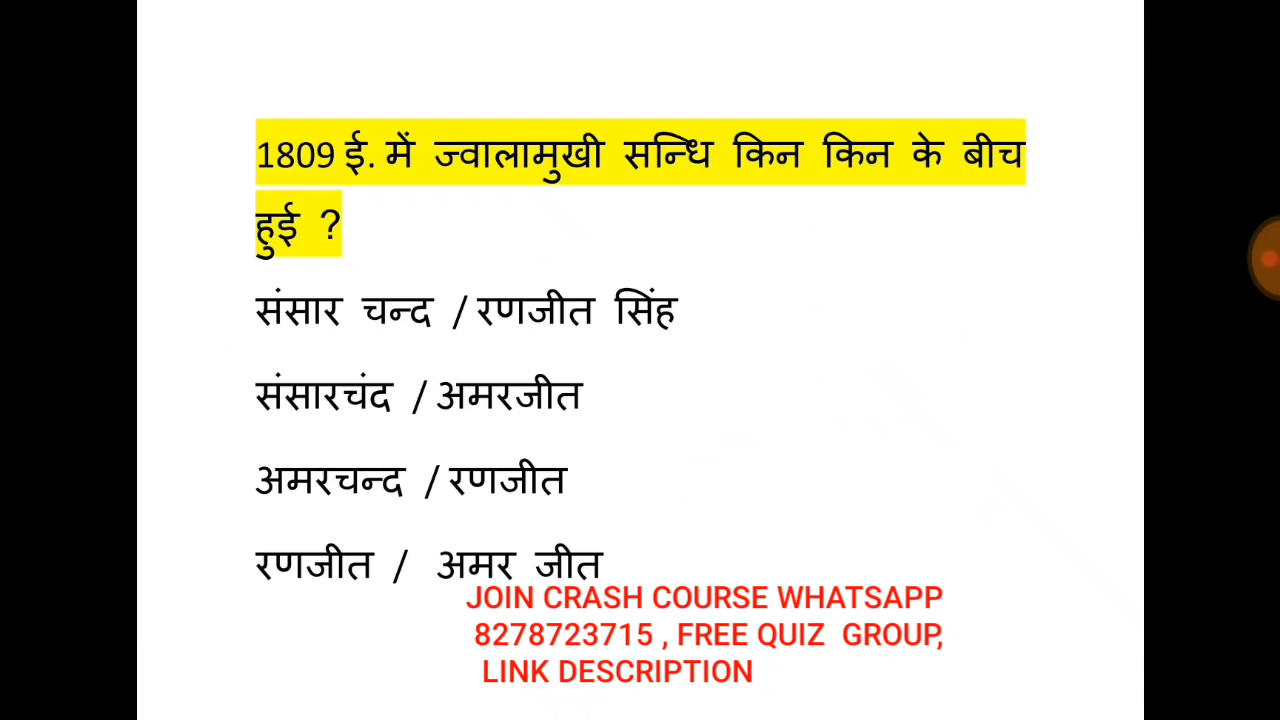 1809 ई. में ज्वालामुखी सन्धि किन किन के बीच
हुई ?
संसार चन्द / रणजीत सिंह
संसारचंद / अमरजीत
अमरचन्द / रणजीत
रणजीत / अमर जीत
JOIN CRASH COURSE WHATSAPP
8278723715 , FREE QUIZ GROUP,
LINK DESCRIPTION